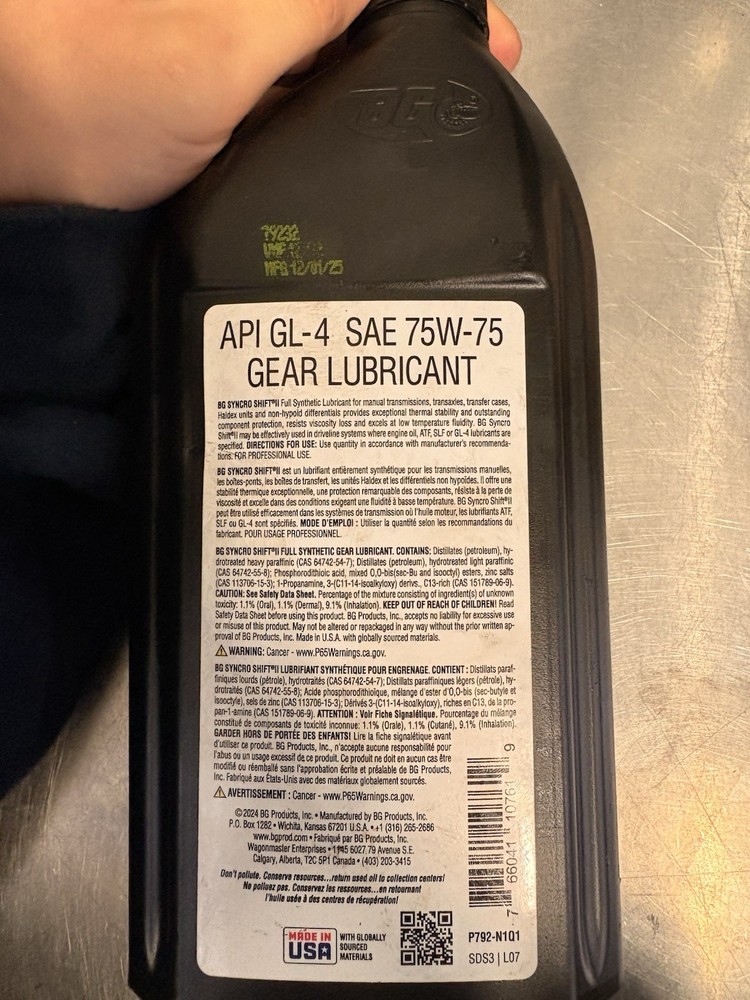 BG
79232
MFG 12/01/25
API GL-4 SAE 75W-75
GEAR LUBRICANT
BG SYNCRO SHIFT®II Full Synthetic Lubricant for manual transmissions, transaxles, transfer cases,
Haldex units and non-hypoid differentials provides exceptional thermal stability and outstanding
component protection, resists viscosity loss and excels at low temperature fluidity. BG Syncro
Shift®II may be effectively used in driveline systems where engine oil, ATF, SLF or GL-4 lubricants are
specified. DIRECTIONS FOR USE: Use quantity in accordance with manufacturer's recommenda-
tions. FOR PROFESSIONAL USE.
BG SYNCRO SHIFT®II est un lubrifiant entièrement synthétique pour les transmissions manuelles,
les boîtes-ponts, les boîtes de transfert, les unités Haldex et les différentiels non hypoïdes. Il offre une
stabilité thermique exceptionnelle, une protection remarquable des composants, résiste à la perte de
viscosité et excelle dans des conditions exigeant une fluidité à basse température. BG Syncro Shift®II
peut être utilisé efficacement dans les systèmes de transmission où l'huile moteur, les lubrifiants ATF,
SLF ou GL-4 sont spécifiés. MODE D'EMPLOI : Utiliser la quantité selon les recommandations du
fabricant. POUR USAGE PROFESSIONNEL.
BG SYNCRO SHIFT®II FULL SYNTHETIC GEAR LUBRICANT. CONTAINS: Distillates (petroleum), hy-
drotreated heavy paraffinic (CAS 64742-54-7); Distillates (petroleum), hydrotreated light paraffinic
(CAS 64742-55-8); Phosphorodithioic acid, mixed O,O-bis(sec-Bu and isooctyl) esters, zinc salts
(CAS 113706-15-3); 1-Propanamine, 3-(C11-14-isoalkyloxy) derivs., C13-rich (CAS 151789-06-9).
CAUTION: See Safety Data Sheet. Percentage of the mixture consisting of ingredient(s) of unknown
toxicity: 1.1% (Oral), 1.1% (Dermal), 9.1% (Inhalation). KEEP OUT OF REACH OF CHILDREN! Read
Safety Data Sheet before using this product. BG Products, Inc., accepts no liability for excessive use
or misuse of this product. May not be altered or repackaged in any way without the prior written ap-
proval of BG Products, Inc. Made in U.S.A. with globally sourced materials.
⚠ WARNING: Cancer - www.P65Warnings.ca.gov.
BG SYNCRO SHIFT®II LUBRIFIANT SYNTHÉTIQUE POUR ENGRENAGE. CONTIENT : Distillats paraf-
finiques lourds (pétrole), hydrotraités (CAS 64742-54-7); Distillats paraffiniques légers (pétrole), hy-
drotraités (CAS 64742-55-8); Acide phosphorodithioïque, mélange d'ester d'O,O-bis (sec-butyle et
isooctyle), sels de zinc (CAS 113706-15-3); Dérivés 3-(C11-14-isoalkyloxy), riches en C13, de la pro-
pan-1-amine (CAS 151789-06-9). ATTENTION : Voir Fiche Signalétique. Pourcentage du mélange
constitué de composants de toxicité inconnue: 1.1% (Oral), 1.1% (Cutané), 9.1% (Inhalation).
GARDER HORS DE PORTÉE DES ENFANTS! Lire la fiche signalétique avant
d'utiliser ce produit. BG Products, Inc., n'accepte aucune responsabilité pour
l'abus ou un usage excessif de ce produit. Ce produit ne doit en aucun cas être
modifié ou réemballé sans l'approbation écrite et préalable de BG Products,
Inc. Fabriqué aux États-Unis avec des matériaux globalement sourcés.
⚠ AVERTISSEMENT : Cancer - www.P65Warnings.ca.gov.
©2024 BG Products, Inc. • Manufactured by BG Products, Inc.
P.O. Box 1282 • Wichita, Kansas 67201 U.S.A. • +1 (316) 265-2686
www.bgprod.com • Fabriqué par BG Products, Inc.
Wagonmaster Enterprises • 1145 6027 79 Avenue S.E.
Calgary, Alberta, T2C 5P1 Canada • (403) 203-3415
Don't pollute. Conserve resources...return used oil to collection centers!
No polluez pas. Conservez les ressources...en retournant
l'huile usée à des centres de récupération!
7 66041 10761 9
MADE IN
USA
WITH GLOBALLY
SOURCED
MATERIALS
P792-N1Q1
SDS3 | L07